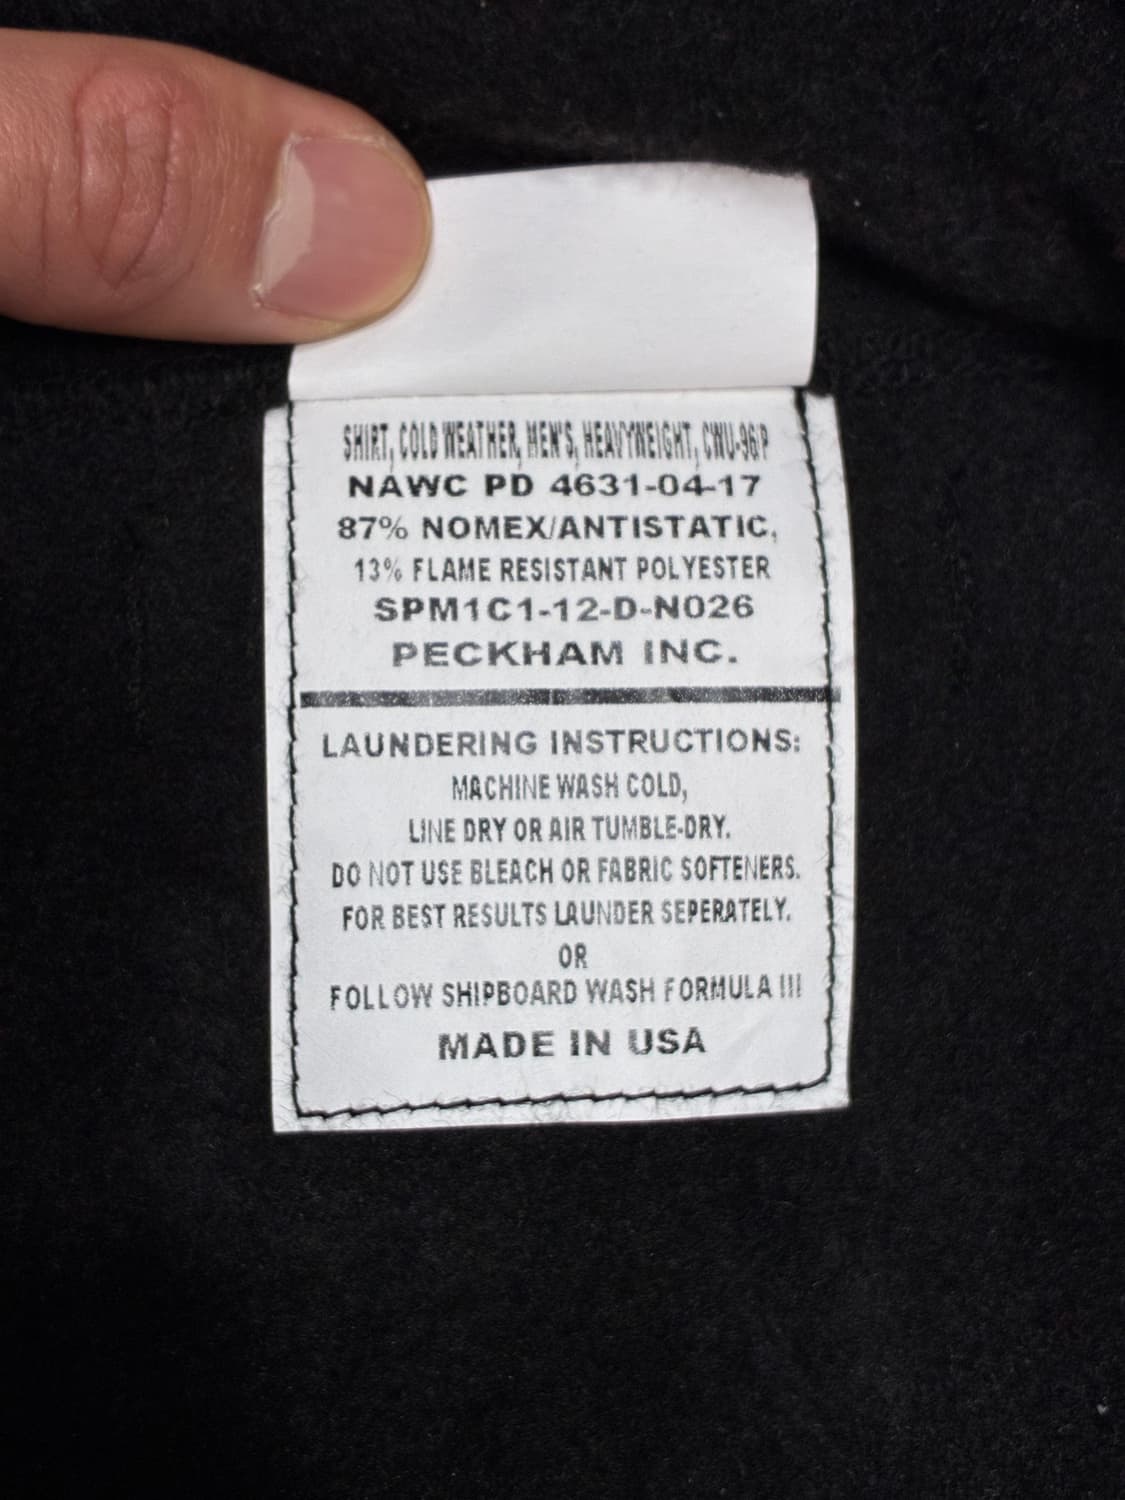 SHIRT, COLD WEATHER, MEN'S, HEAVYWEIGHT, CWU-96/P
NAWC PD 4631-04-17
87% NOMEX/ANTISTATIC,
13% FLAME RESISTANT POLYESTER
SPM1C1-12-D-N026
PECKHAM INC.
LAUNDERING INSTRUCTIONS:
MACHINE WASH COLD,
LINE DRY OR AIR TUMBLE-DRY.
DO NOT USE BLEACH OR FABRIC SOFTENERS.
FOR BEST RESULTS LAUNDER SEPERATELY.
OR
FOLLOW SHIPBOARD WASH FORMULA III
MADE IN USA